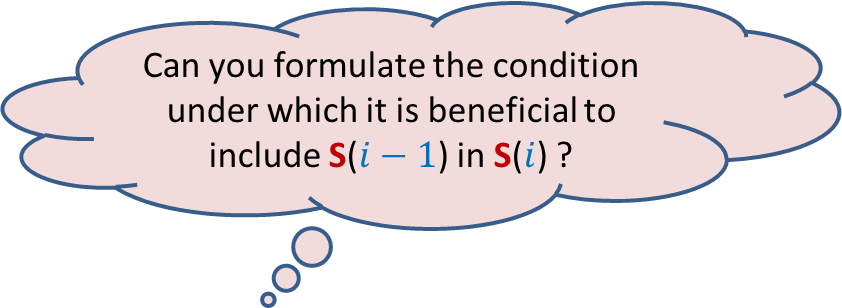 Can you formulate the condition
under which it is beneficial to
include S(i − 1) in S(i) ?